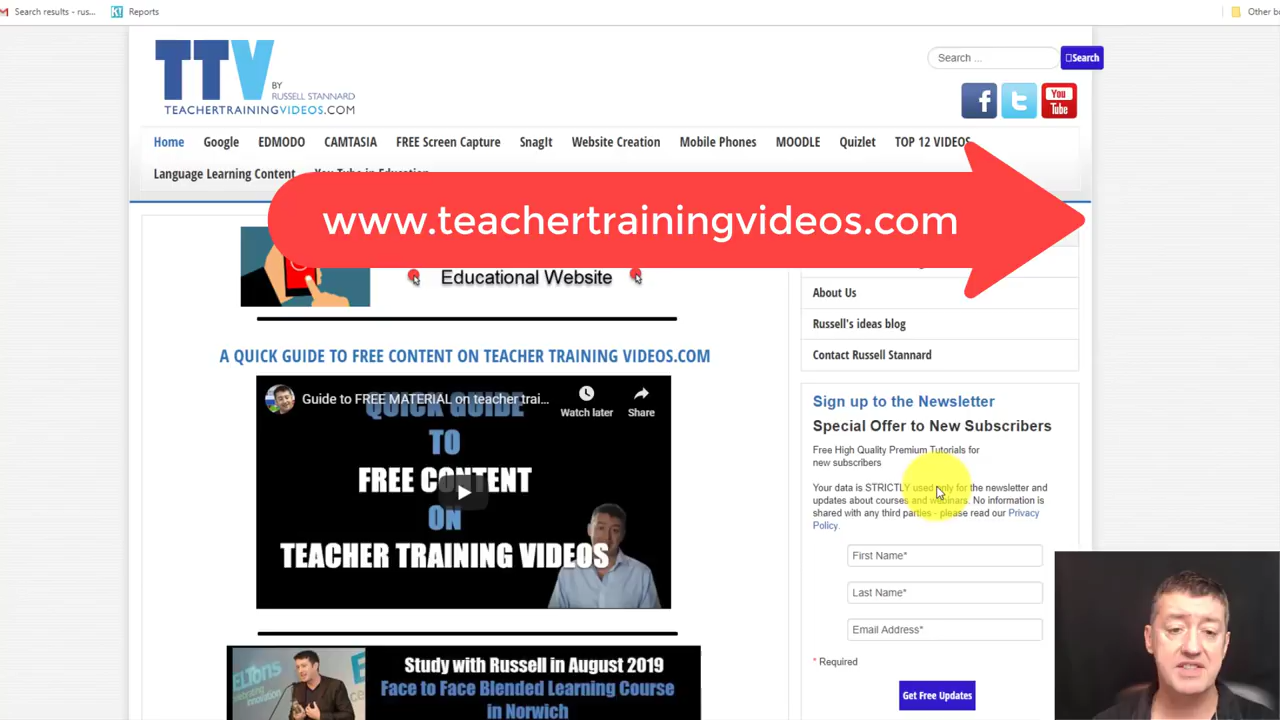 Search results - rus...
Reports
Other b
TTV
BY
RUSSELL STANNARD
TEACHERTRAININGVIDEOS.COM
Search ...
Search
You
Tube
Home Google EDMODO CAMTASIA FREE Screen Capture SnagIt Website Creation Mobile Phones MOODLE Quizlet TOP 12 VIDEOS
Language Learning Content You Tube in Education
www.teachertrainingvideos.com
Educational Website
About Us
Russell's ideas blog
Contact Russell Stannard
A QUICK GUIDE TO FREE CONTENT ON TEACHER TRAINING VIDEOS.COM
Guide to FREE MATERIAL on teacher trai...
Watch later
Share
QUICK GUIDE
TO
FREE CONTENT
ON
TEACHER TRAINING VIDEOS
Sign up to the Newsletter
Special Offer to New Subscribers
Free High Quality Premium Tutorials for
new subscribers
Your data is STRICTLY used only for the newsletter and
updates about courses and webinars. No information is
shared with any third parties - please read our Privacy
Policy.
First Name*
Last Name*
Email Address*
* Required
Get Free Updates
Study with Russell in August 2019
Face to Face Blended Learning Course
in Norwich